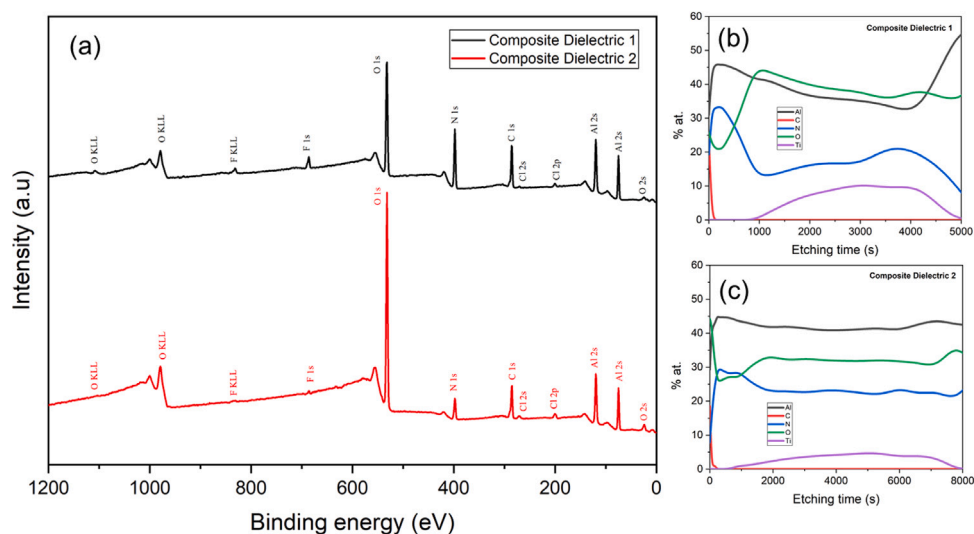 (a)
Composite Dielectric 1
Composite Dielectric 2
O KLL
O KLL
F KLL
F 1s
O 1s
N 1s
C 1s
Cl 2s
Cl 2p
Al 2s
Al 2s
O 2s
O KLL
O KLL
F KLL
F 1s
O 1s
N 1s
C 1s
Cl 2s
Cl 2p
Al 2s
Al 2s
O 2s
Intensity (a.u)
1200 1000 800 600 400 200 0
Binding energy (eV)
(b)
Composite Dielectric 1
60
50
40
30
20
10
0
% at.
Al
C
N
O
Ti
0 1000 2000 3000 4000 5000
Etching time (s)
(c)
Composite Dielectric 2
60
50
40
30
20
10
0
% at.
Al
C
N
O
Ti
0 2000 4000 6000 8000
Etching time (s)